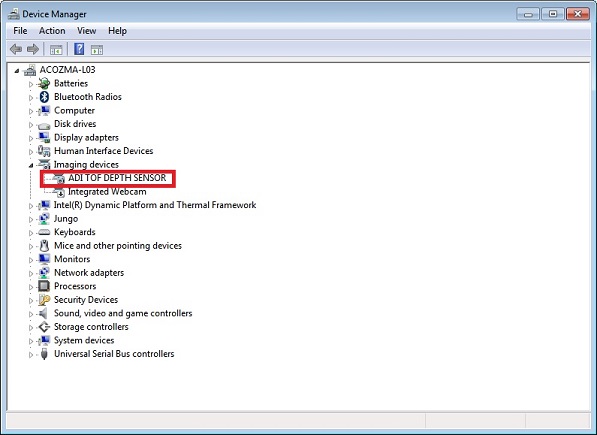 Device Manager
File Action View Help
ACOZMA-L03
Batteries
Bluetooth Radios
Computer
Disk drives
Display adapters
Human Interface Devices
Imaging devices
ADI TOF DEPTH SENSOR
Integrated Webcam
Intel(R) Dynamic Platform and Thermal Framework
Jungo
Keyboards
Mice and other pointing devices
Monitors
Network adapters
Processors
Security Devices
Sound, video and game controllers
Storage controllers
System devices
Universal Serial Bus controllers